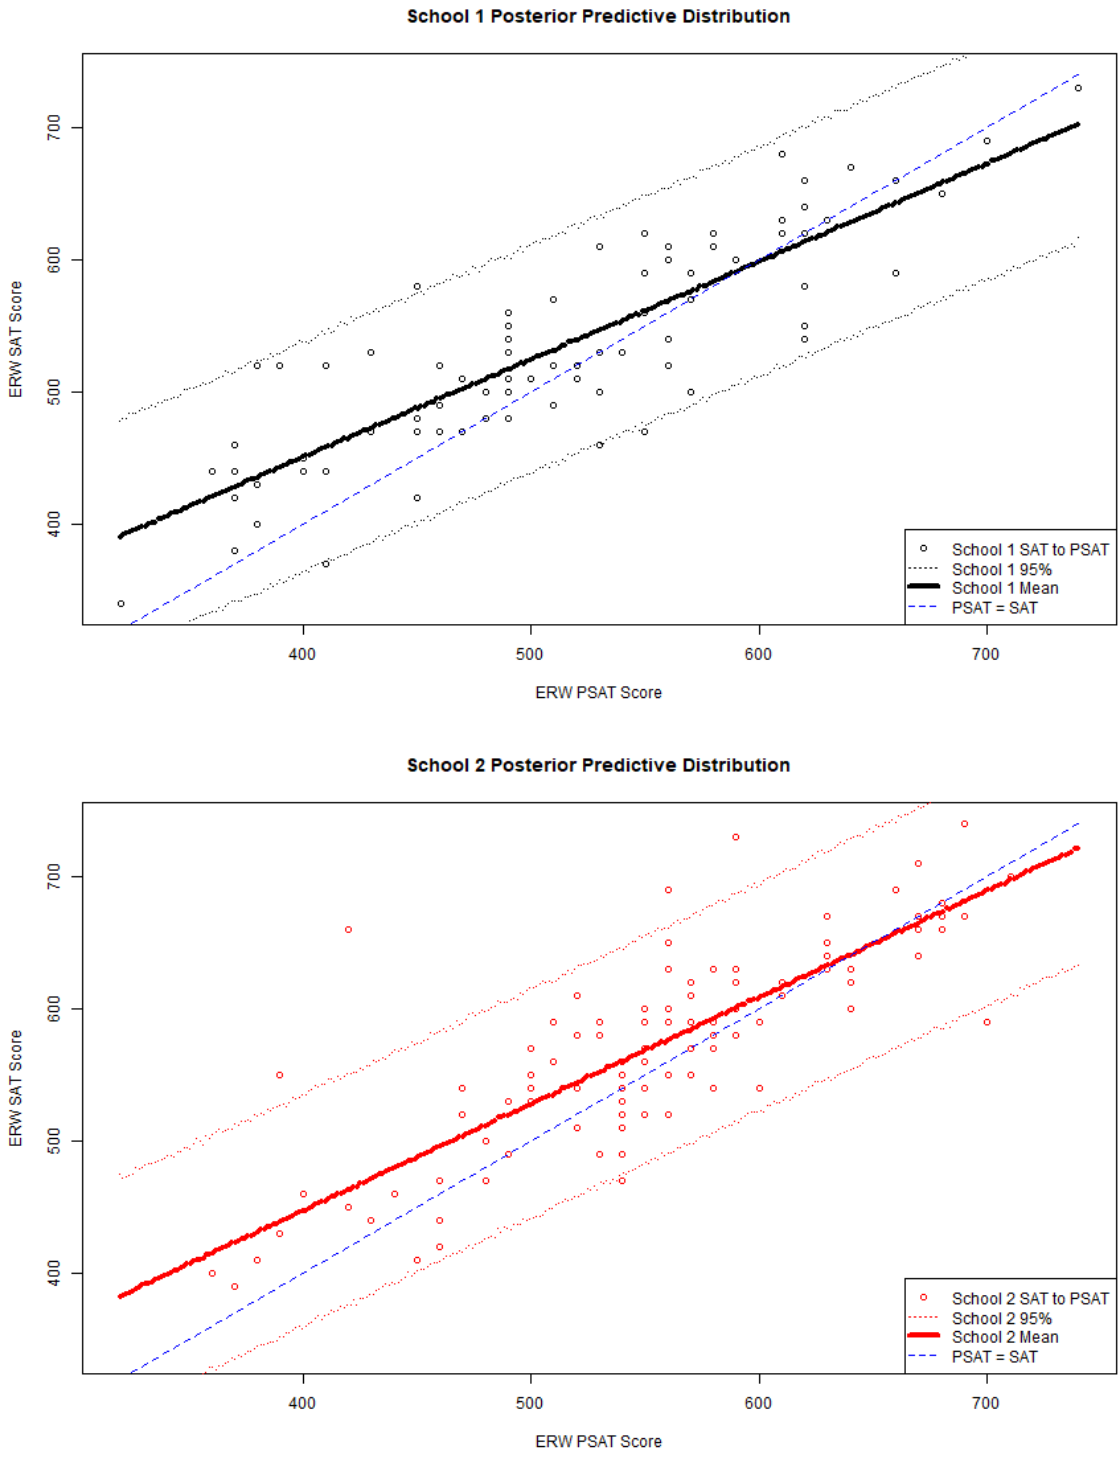 School 1 Posterior Predictive Distribution
700
600
500
400
ERW SAT Score
School 1 SAT to PSAT
School 1 95%
School 1 Mean
PSAT = SAT
400 500 600 700
ERW PSAT Score
School 2 Posterior Predictive Distribution
700
600
500
400
ERW SAT Score
School 2 SAT to PSAT
School 2 95%
School 2 Mean
PSAT = SAT
400 500 600 700
ERW PSAT Score